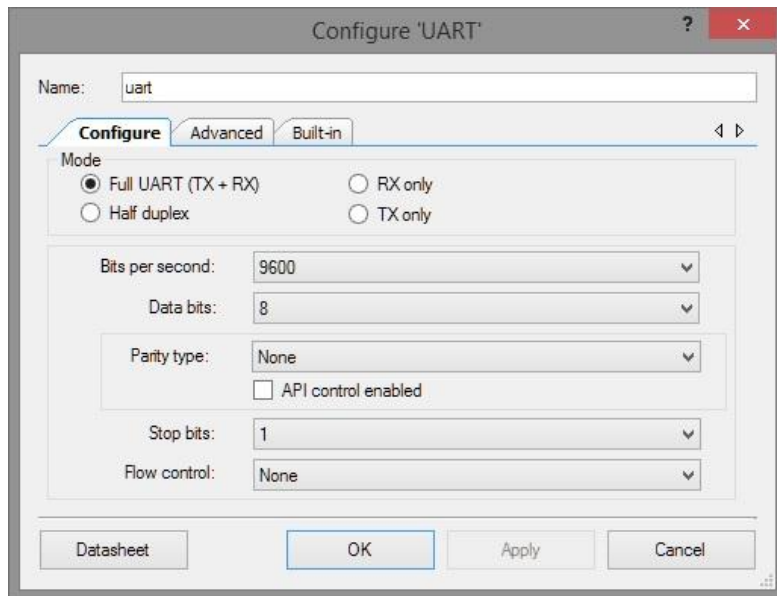 Configure 'UART'
?
Name: uart
Configure Advanced Built-in
Mode
Full UART (TX + RX) RX only
Half duplex TX only
Bits per second: 9600
Data bits: 8
Parity type: None
API control enabled
Stop bits: 1
Flow control: None
Datasheet OK Apply Cancel